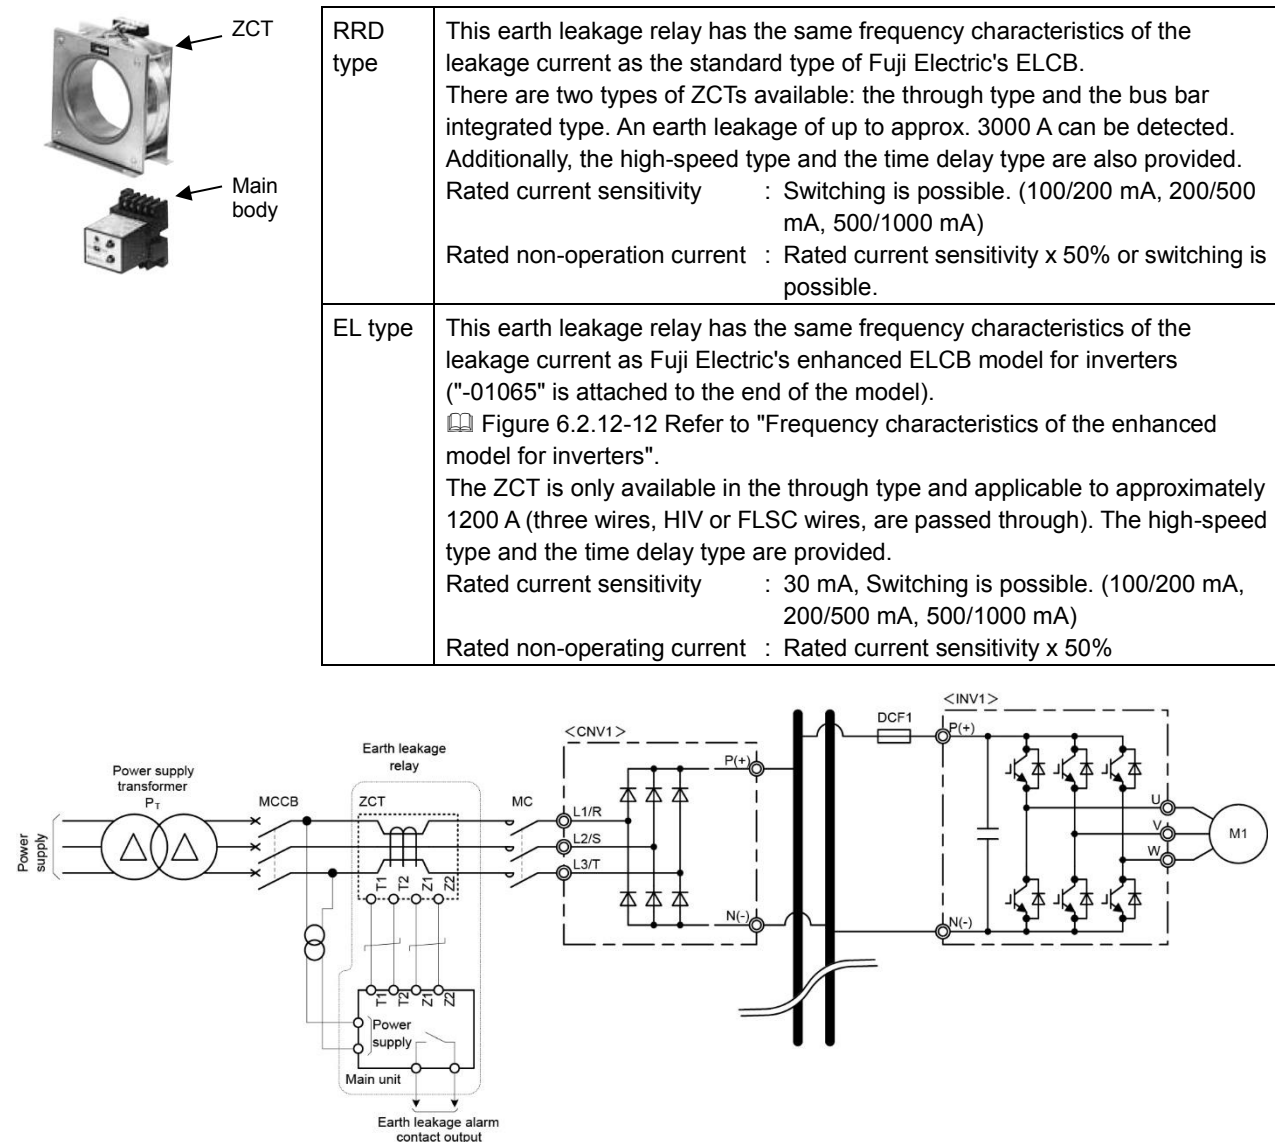 ZCT
Main
body
RRD
type
This earth leakage relay has the same frequency characteristics of the
leakage current as the standard type of Fuji Electric's ELCB.
There are two types of ZCTs available: the through type and the bus bar
integrated type. An earth leakage of up to approx. 3000 A can be detected.
Additionally, the high-speed type and the time delay type are also provided.
Rated current sensitivity : Switching is possible. (100/200 mA, 200/500
mA, 500/1000 mA)
Rated non-operation current : Rated current sensitivity x 50% or switching is
possible.
EL type
This earth leakage relay has the same frequency characteristics of the
leakage current as Fuji Electric's enhanced ELCB model for inverters
("-01065" is attached to the end of the model).
Figure 6.2.12-12 Refer to "Frequency characteristics of the enhanced
model for inverters".
The ZCT is only available in the through type and applicable to approximately
1200 A (three wires, HIV or FLSC wires, are passed through). The high-speed
type and the time delay type are provided.
Rated current sensitivity : 30 mA, Switching is possible. (100/200 mA,
200/500 mA, 500/1000 mA)
Rated non-operating current : Rated current sensitivity x 50%
Power
supply
Power supply
transformer
PT
MCCB
Earth leakage
relay
ZCT
T1
T2
Z1
Z2
MC
<CNV1>
L1/R
L2/S
L3/T
P(+)
N(-)
DCF1
<INV1>
P(+)
N(-)
U
V
W
M1
T1
T2
Z1
Z2
Power
supply
Main unit
Earth leakage alarm
contact output